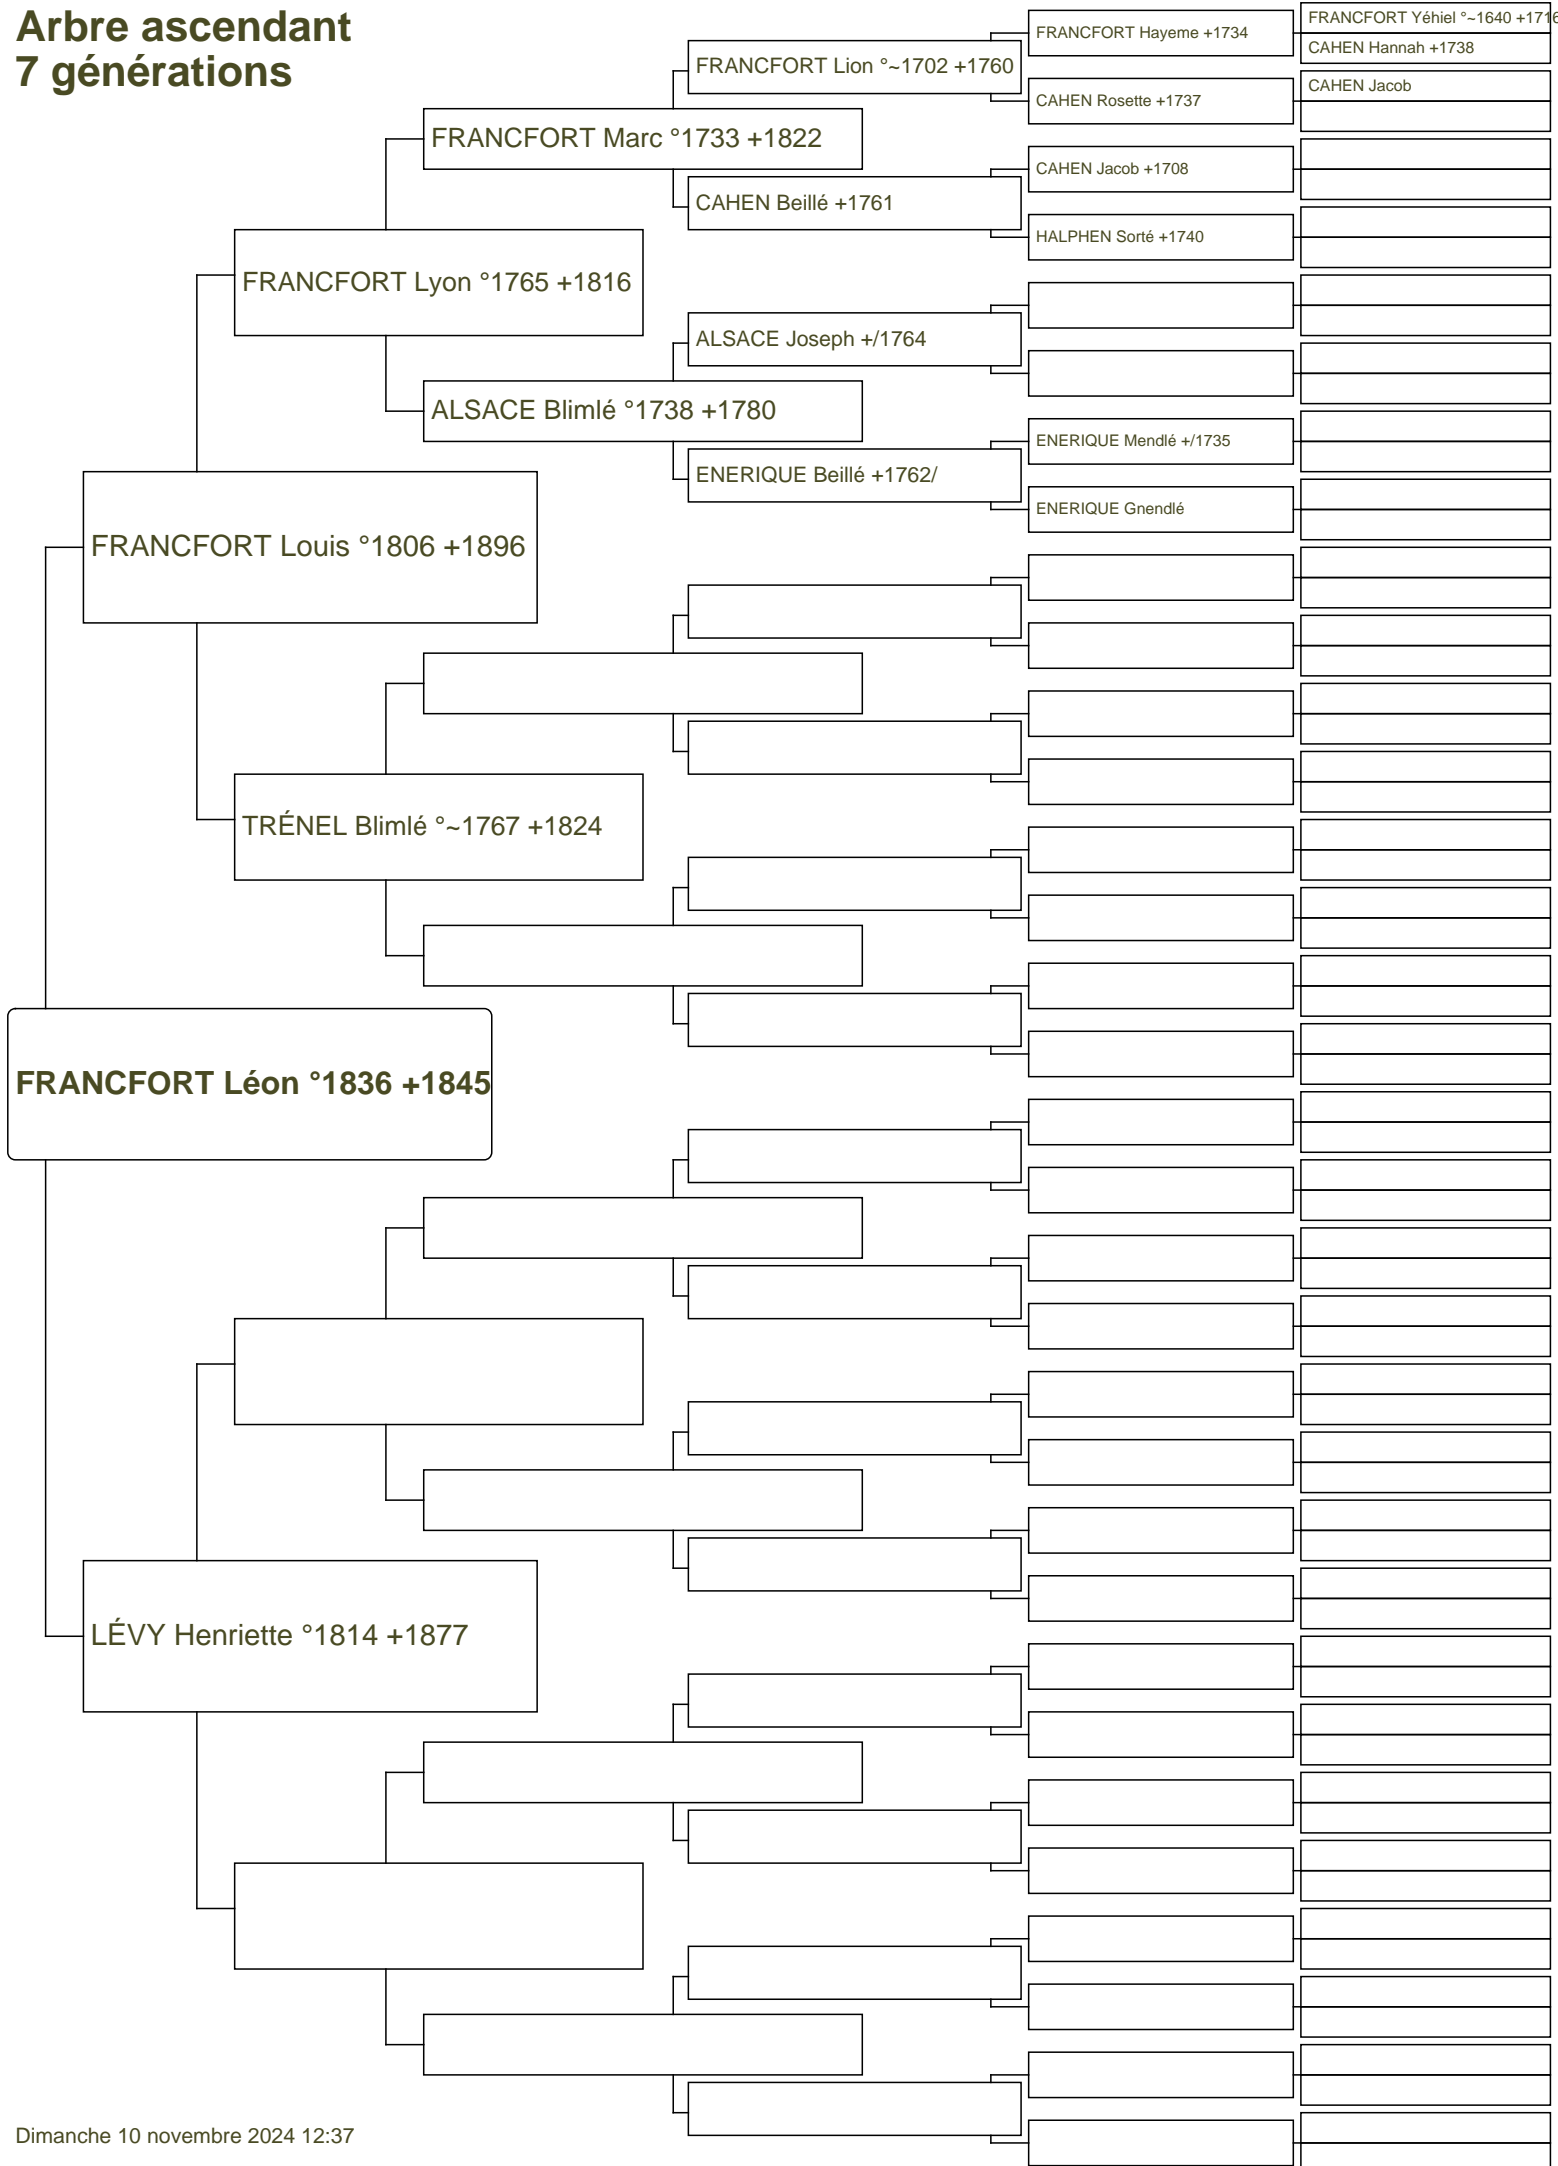 Arbre ascendant
7 générations
FRANCFORT Hayeme +1734
FRANCFORT Yéhiel °~1640 +1716
CAHEN Hannah +1738
FRANCFORT Lion °~1702 +1760
CAHEN Rosette +1737
CAHEN Jacob
FRANCFORT Marc °1733 +1822
CAHEN Jacob +1708
CAHEN Beillé +1761
HALPHEN Sorté +1740
FRANCFORT Lyon °1765 +1816
ALSACE Joseph +/1764
ALSACE Blimlé °1738 +1780
ENERIQUE Mendlé +/1735
ENERIQUE Beillé +1762/
ENERIQUE Gnendlé
FRANCFORT Louis °1806 +1896
TRÉNEL Blimlé °~1767 +1824
FRANCFORT Léon °1836 +1845
LÉVY Henriette °1814 +1877
Dimanche 10 novembre 2024 12:37